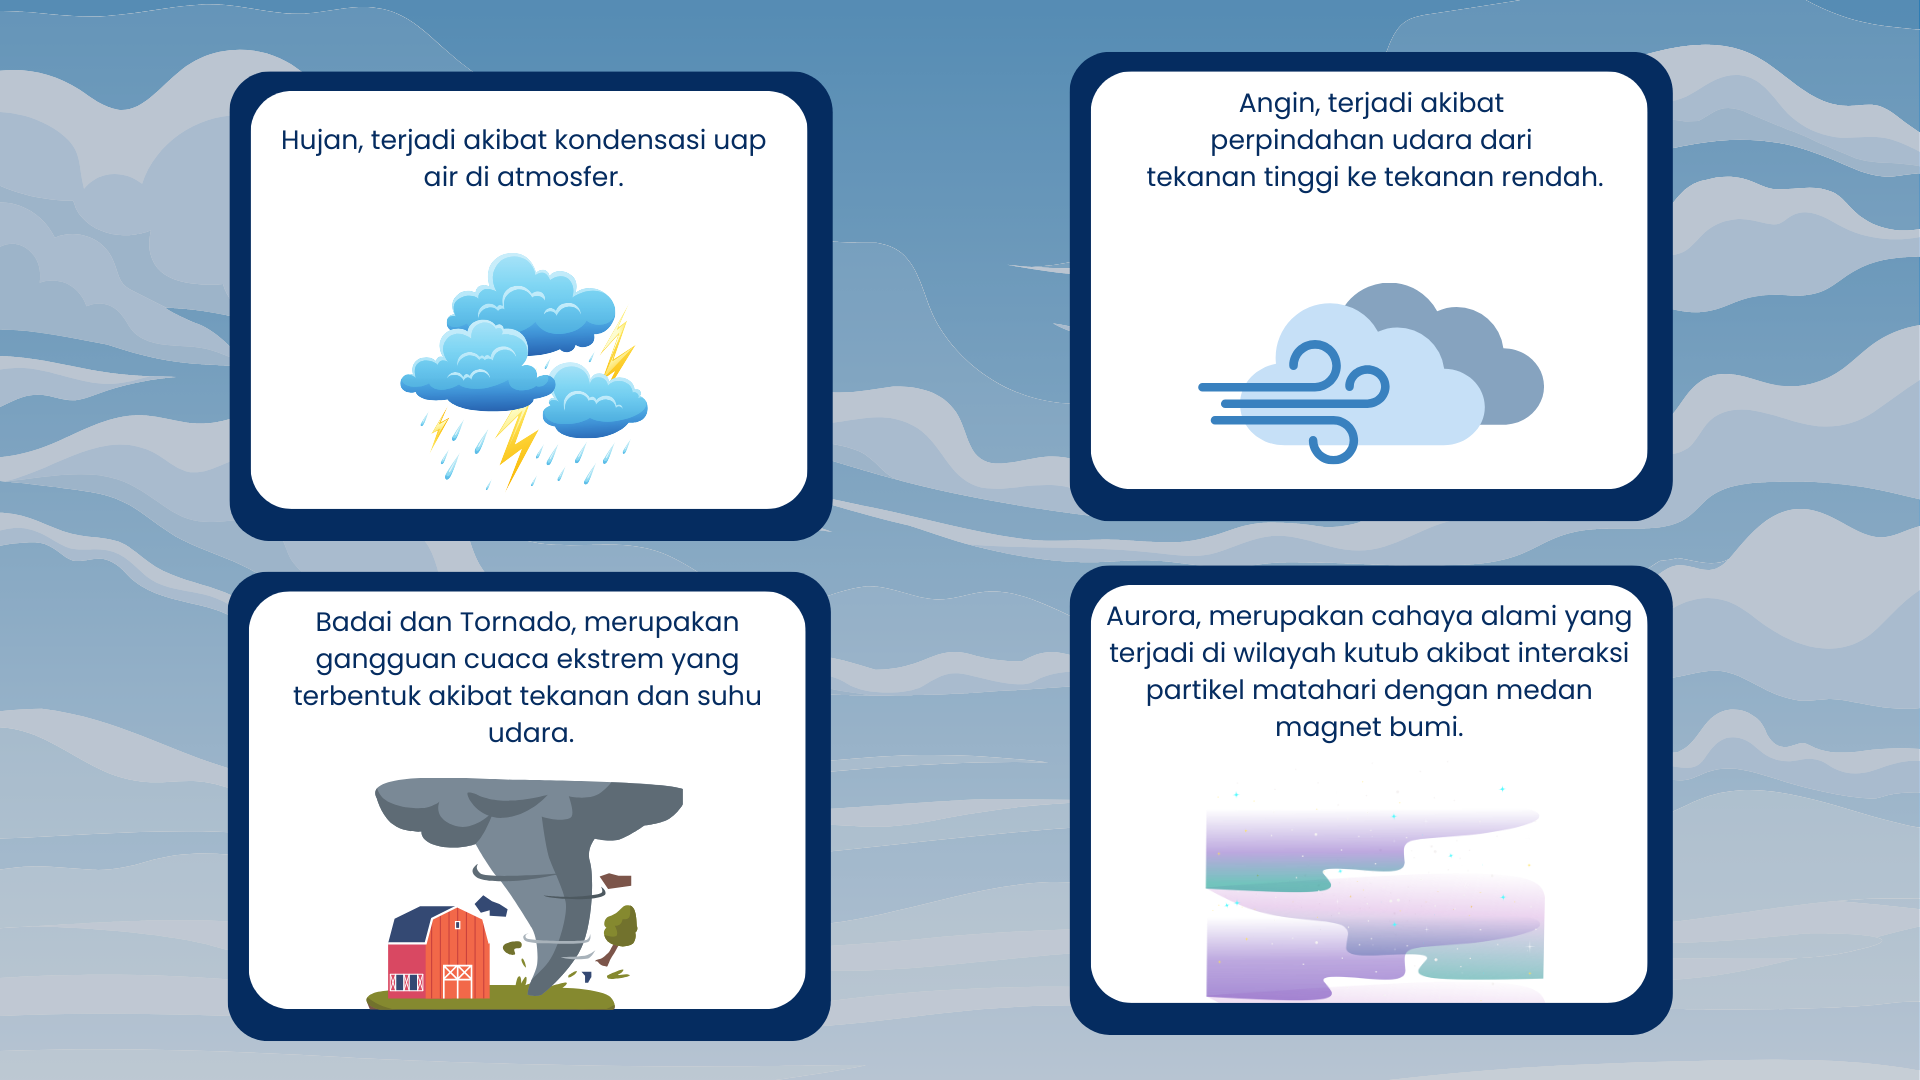 Hujan, terjadi akibat kondensasi uap
air di atmosfer.
Angin, terjadi akibat
perpindahan udara dari
tekanan tinggi ke tekanan rendah.
Badai dan Tornado, merupakan
gangguan cuaca ekstrem yang
terbentuk akibat tekanan dan suhu
udara.
Aurora, merupakan cahaya alami yang
terjadi di wilayah kutub akibat interaksi
partikel matahari dengan medan
magnet bumi.